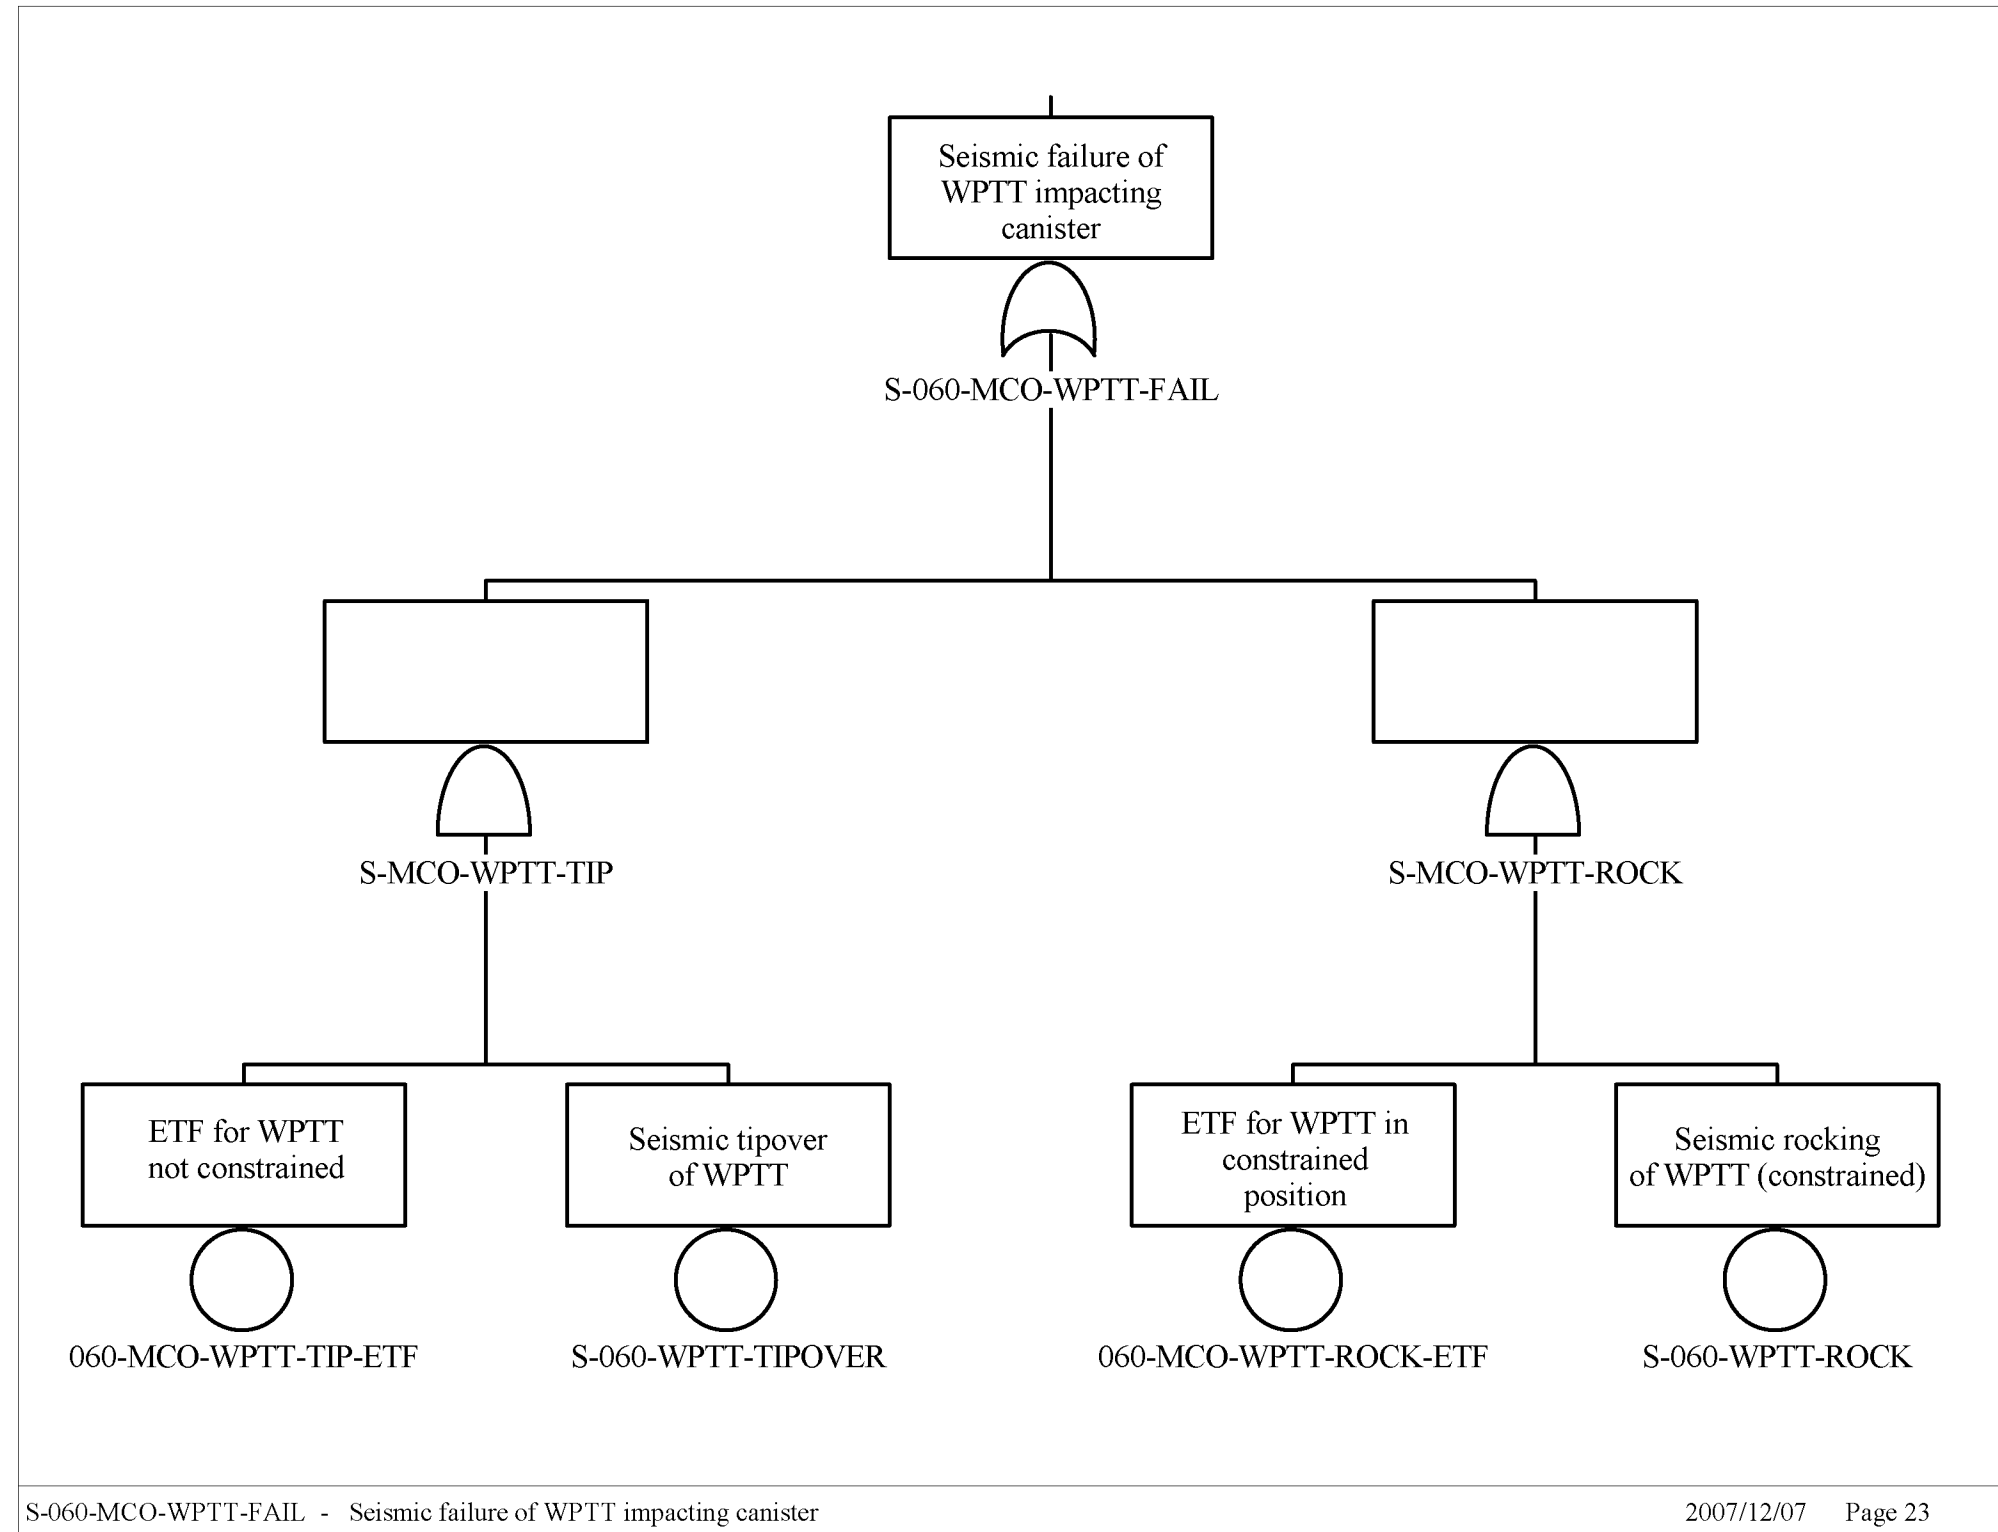 Seismic failure of
WPTT impacting
canister
S-060-MCO-WPTT-FAIL
S-MCO-WPTT-TIP
S-MCO-WPTT-ROCK
ETF for WPTT
not constrained
060-MCO-WPTT-TIP-ETF
Seismic tipover
of WPTT
S-060-WPTT-TIPOVER
ETF for WPTT in
constrained
position
060-MCO-WPTT-ROCK-ETF
Seismic rocking
of WPTT (constrained)
S-060-WPTT-ROCK
S-060-MCO-WPTT-FAIL - Seismic failure of WPTT impacting canister
2007/12/07 Page 23